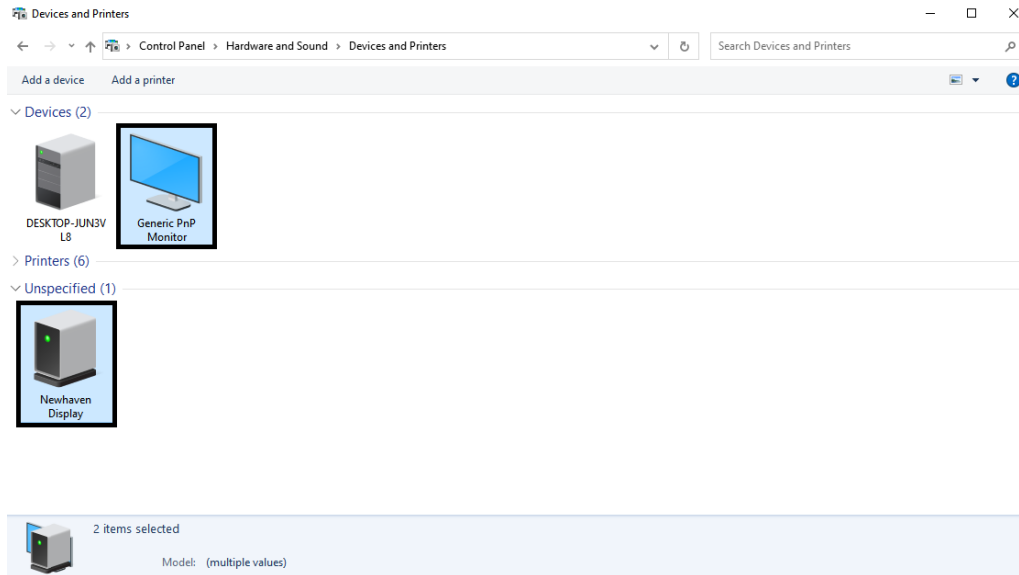 Devices and Printers
Control Panel > Hardware and Sound > Devices and Printers
Search Devices and Printers
Add a device Add a printer
?
Devices (2)
DESKTOP-JUN3V
L8
Generic PnP
Monitor
Printers (6)
Unspecified (1)
Newhaven
Display
2 items selected
Model: (multiple values)